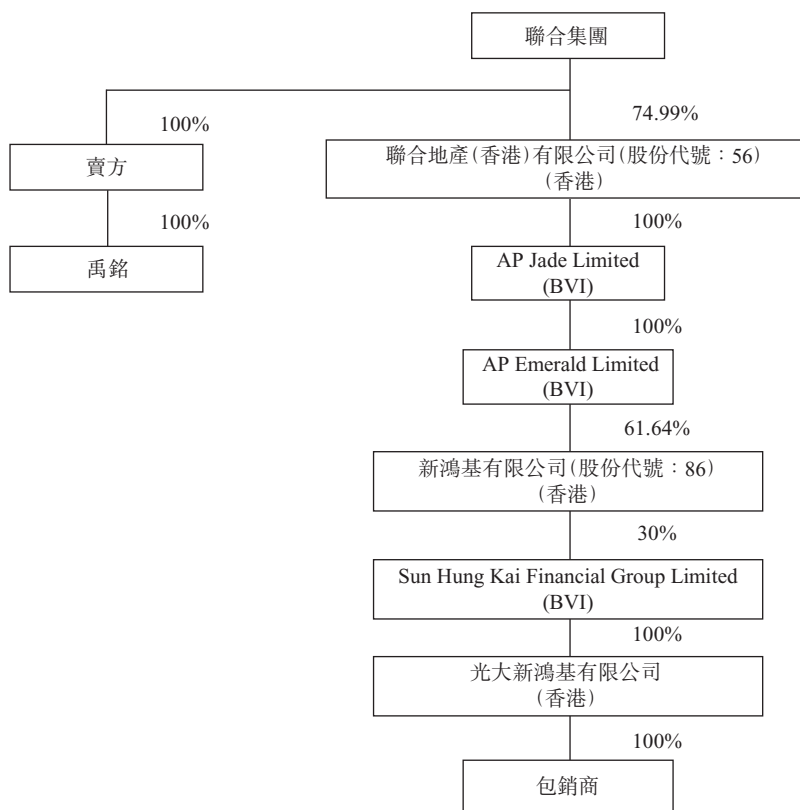 聯合集團
100%
74.99%
賣方
聯合地產(香港)有限公司(股份代號：56)
(香港)
100%
100%
禹銘
AP Jade Limited
(BVI)
100%
AP Emerald Limited
(BVI)
61.64%
新鴻基有限公司(股份代號：86)
(香港)
30%
Sun Hung Kai Financial Group Limited
(BVI)
100%
光大新鴻基有限公司
(香港)
100%
包銷商